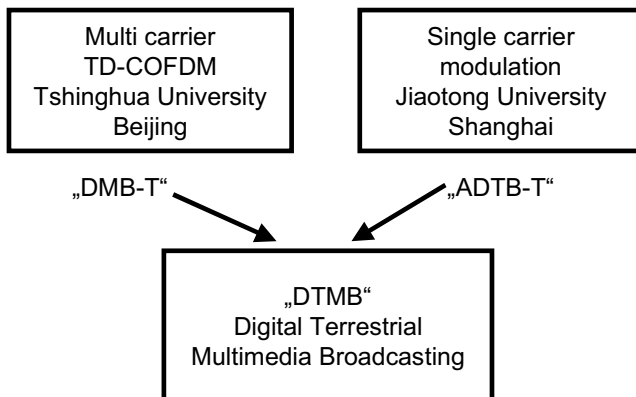 Multi carrier
TD-COFDM
Tshinghua University
Beijing
Single carrier
modulation
Jiaotong University
Shanghai
„DMB-T“
„ADTB-T“
„DTMB“
Digital Terrestrial
Multimedia Broadcasting